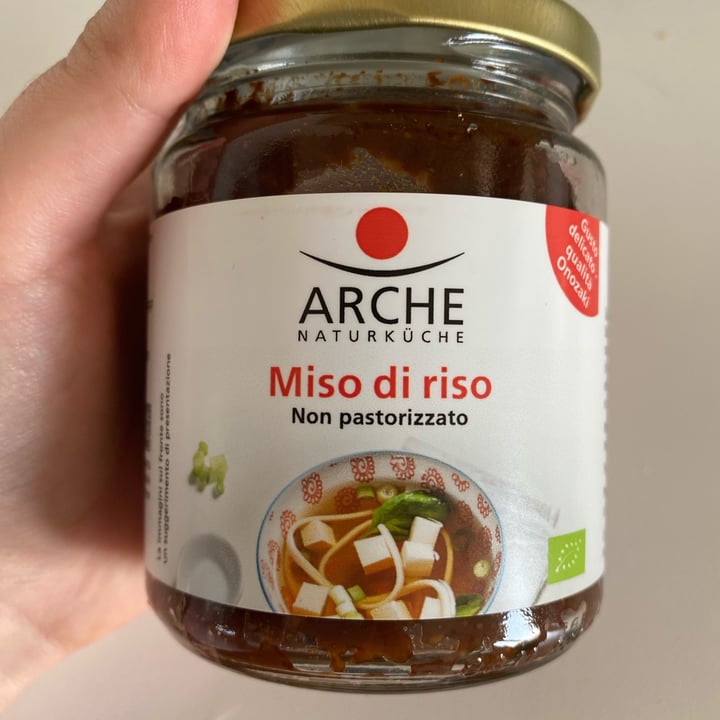 ARCHE
NATURKÜCHE
Miso di riso
Non pastorizzato
Gusto
delicato -
qualità
Onozaki
La immagini sul fronte sono
un suggerimento di presentazione